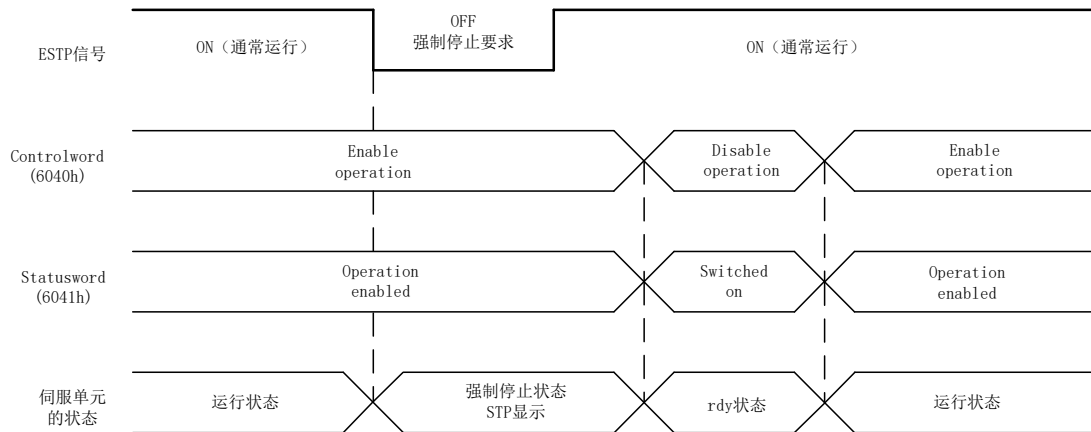 OFF
强制停止要求
ESTP信号
ON（通常运行）
ON（通常运行）
Controlword
(6040h)
Enable
operation
Disable
operation
Enable
operation
Statusword
(6041h)
Operation
enabled
Switched
on
Operation
enabled
伺服单元
的状态
运行状态
强制停止状态
STP显示
rdy状态
运行状态